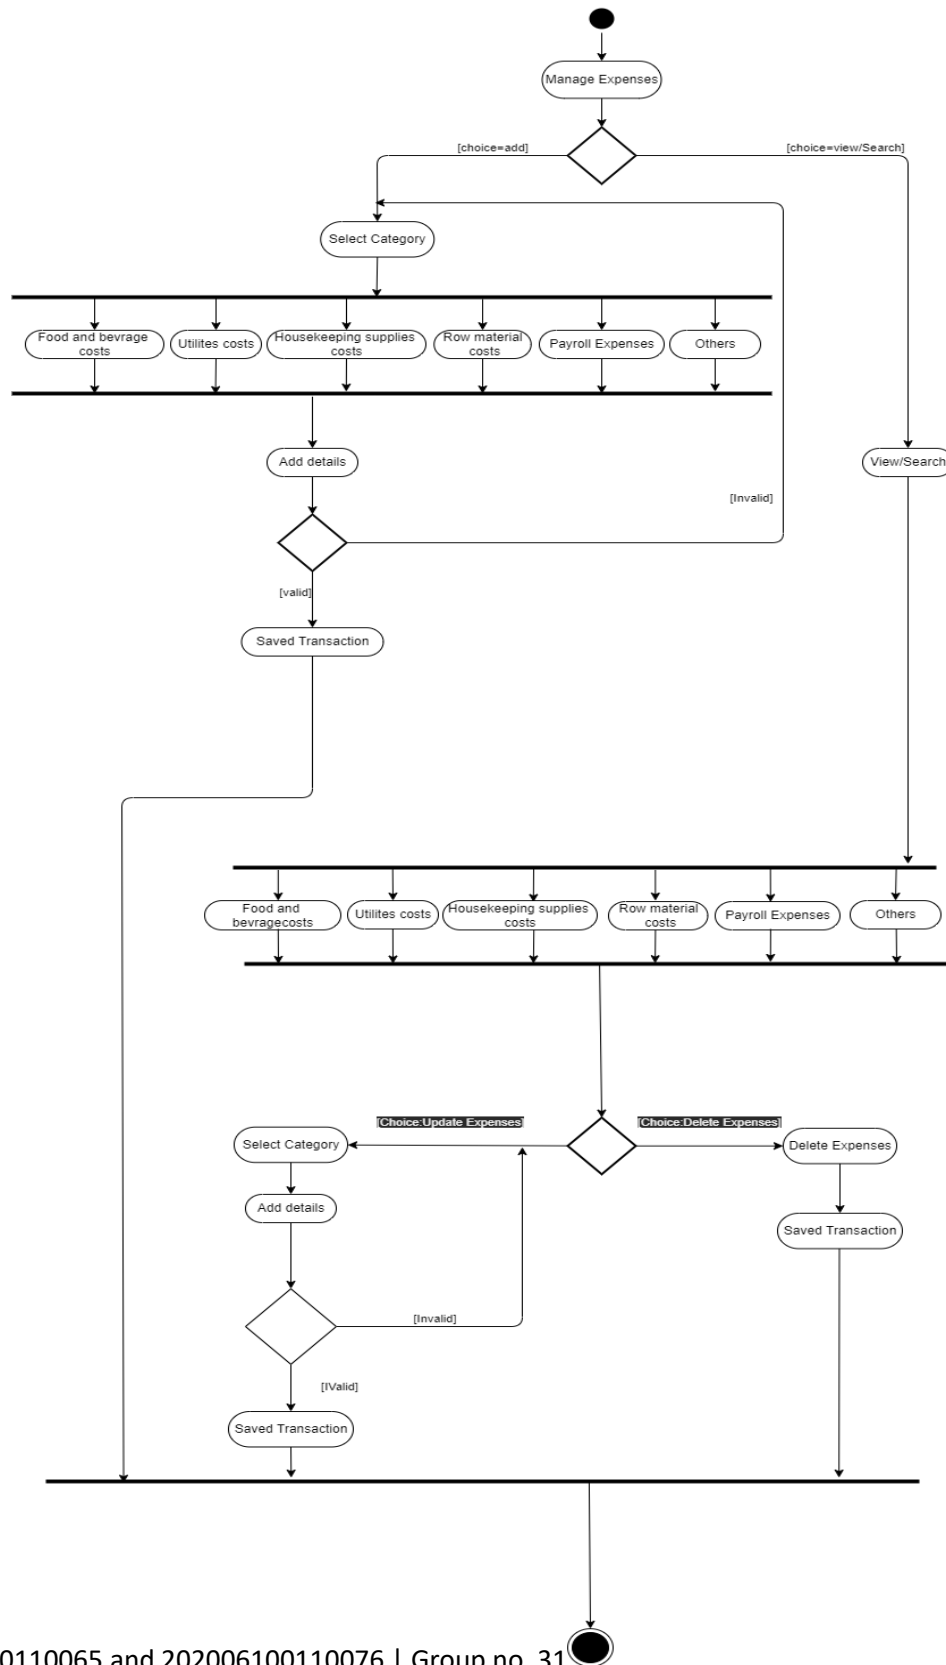 Manage Expenses
[choice=add]
[choice=view/Search]
Select Category
Food and bevrage
costs
Utilites costs
Housekeeping supplies
costs
Row material
costs
Payroll Expenses
Others
Add details
View/Search
[Invalid]
[valid]
Saved Transaction
Food and
bevragecosts
Utilites costs
Housekeeping supplies
costs
Row material
costs
Payroll Expenses
Others
[Choice:Update Expenses]
[Choice:Delete Expenses]
Select Category
Delete Expenses
Add details
Saved Transaction
[Invalid]
[IValid]
Saved Transaction
0110065 and 202006100110076 | Group no. 31